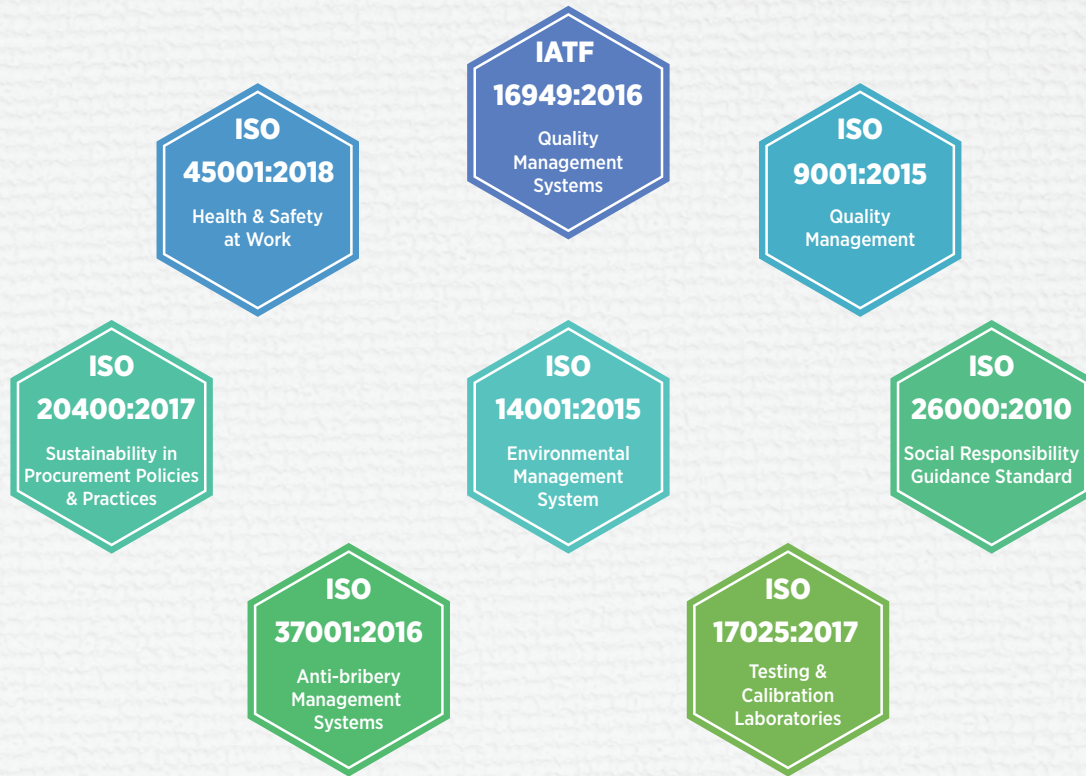 IATF
16949:2016
Quality
Management
Systems
ISO
45001:2018
Health & Safety
at Work
ISO
9001:2015
Quality
Management
ISO
20400:2017
Sustainability in
Procurement Policies
& Practices
ISO
14001:2015
Environmental
Management
System
ISO
26000:2010
Social Responsibility
Guidance Standard
ISO
37001:2016
Anti-bribery
Management
Systems
ISO
17025:2017
Testing &
Calibration
Laboratories